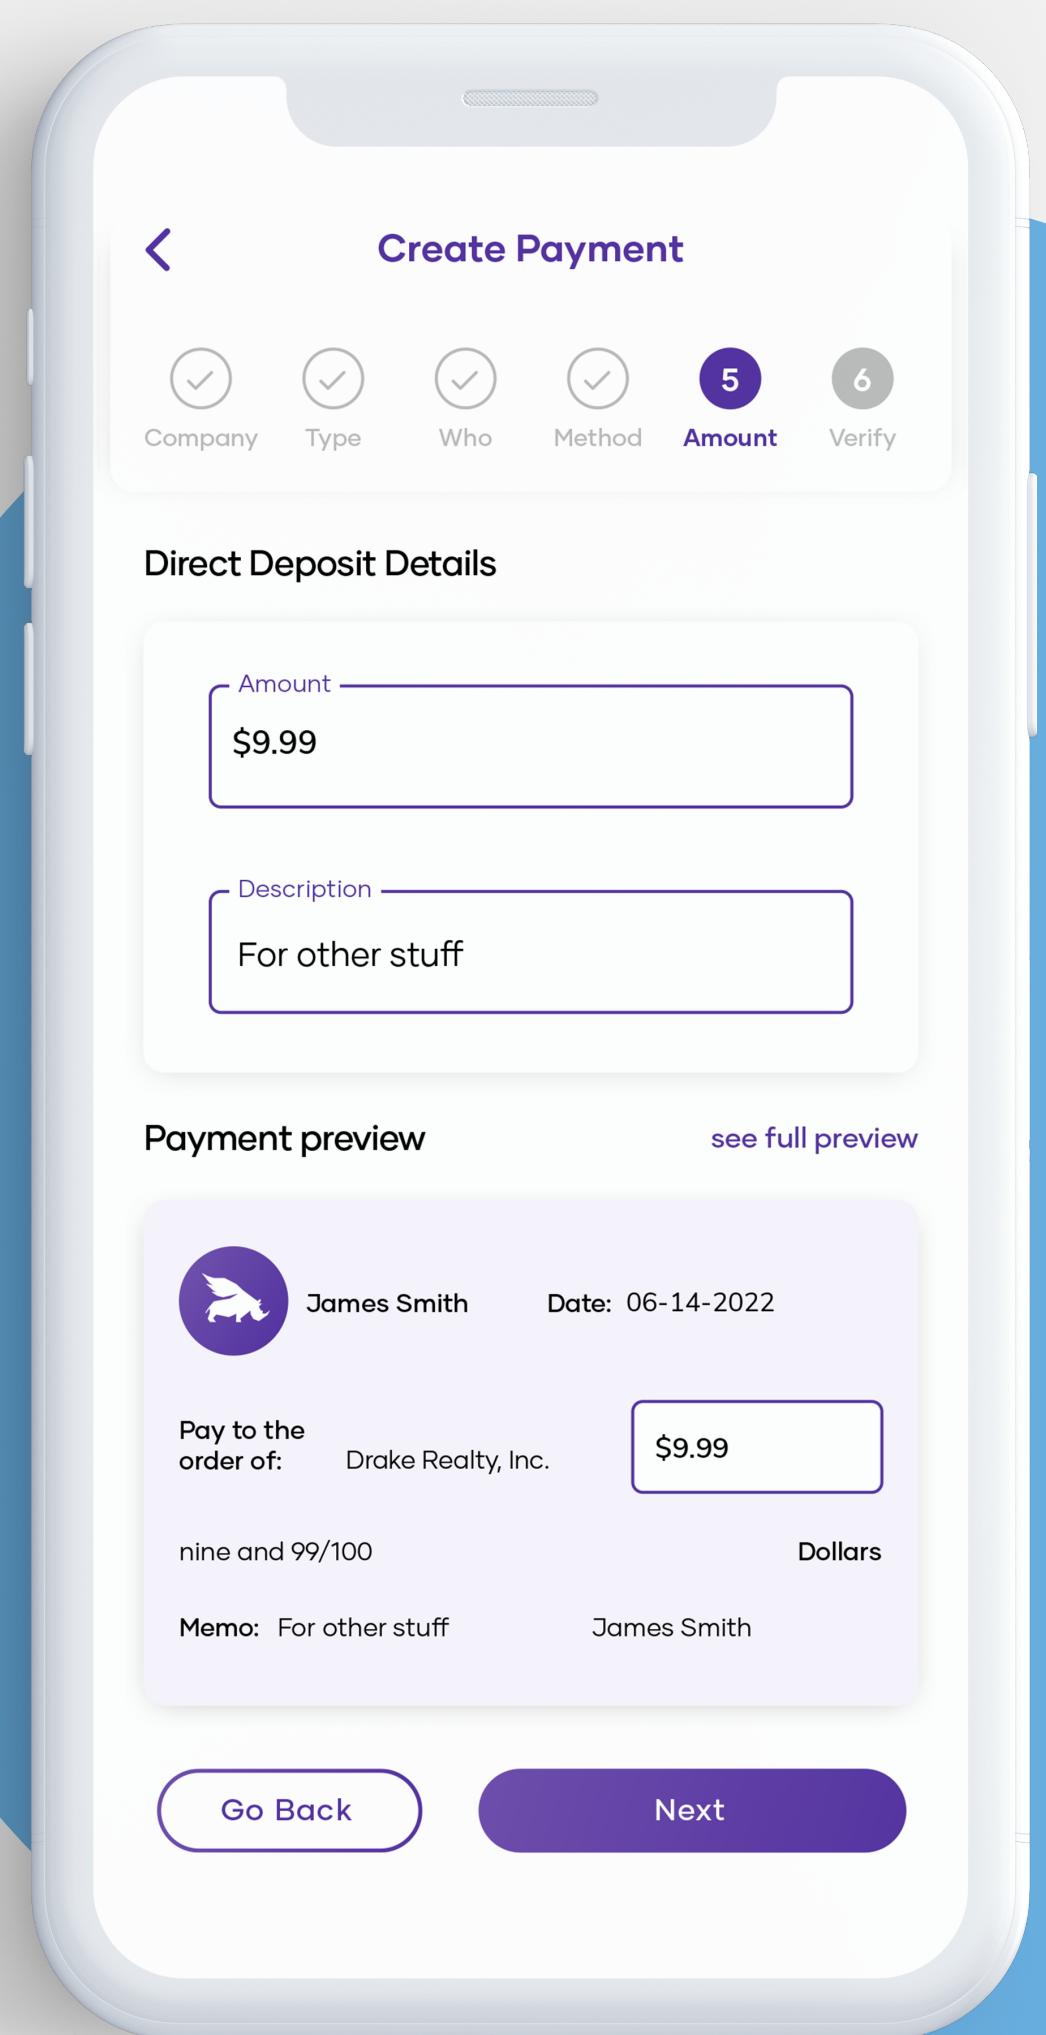 Create Payment
5 6
Company Type Who Method Amount Verify
Direct Deposit Details
Amount
$9.99
Description
For other stuff
Payment preview see full preview
James Smith Date: 06-14-2022
Pay to the
order of: Drake Realty, Inc. $9.99
nine and 99/100 Dollars
Memo: For other stuff James Smith
Go Back Next